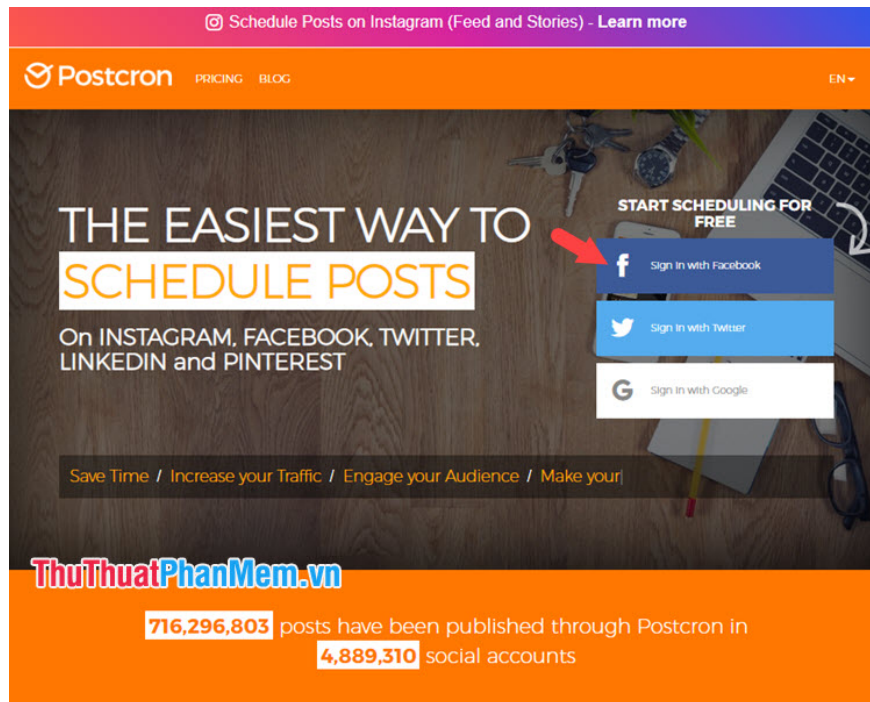 Schedule Posts on Instagram (Feed and Stories) - Learn more
Postcron PRICING BLOG EN
THE EASIEST WAY TO
SCHEDULE POSTS
On INSTAGRAM, FACEBOOK, TWITTER,
LINKEDIN and PINTEREST
START SCHEDULING FOR
FREE
f Sign in with Facebook
Sign in with Twitter
G Sign in with Google
Save Time / Increase your Traffic / Engage your Audience / Make your
ThuThuatPhanMem.vn
716,296,803 posts have been published through Postcron in
4,889,310 social accounts